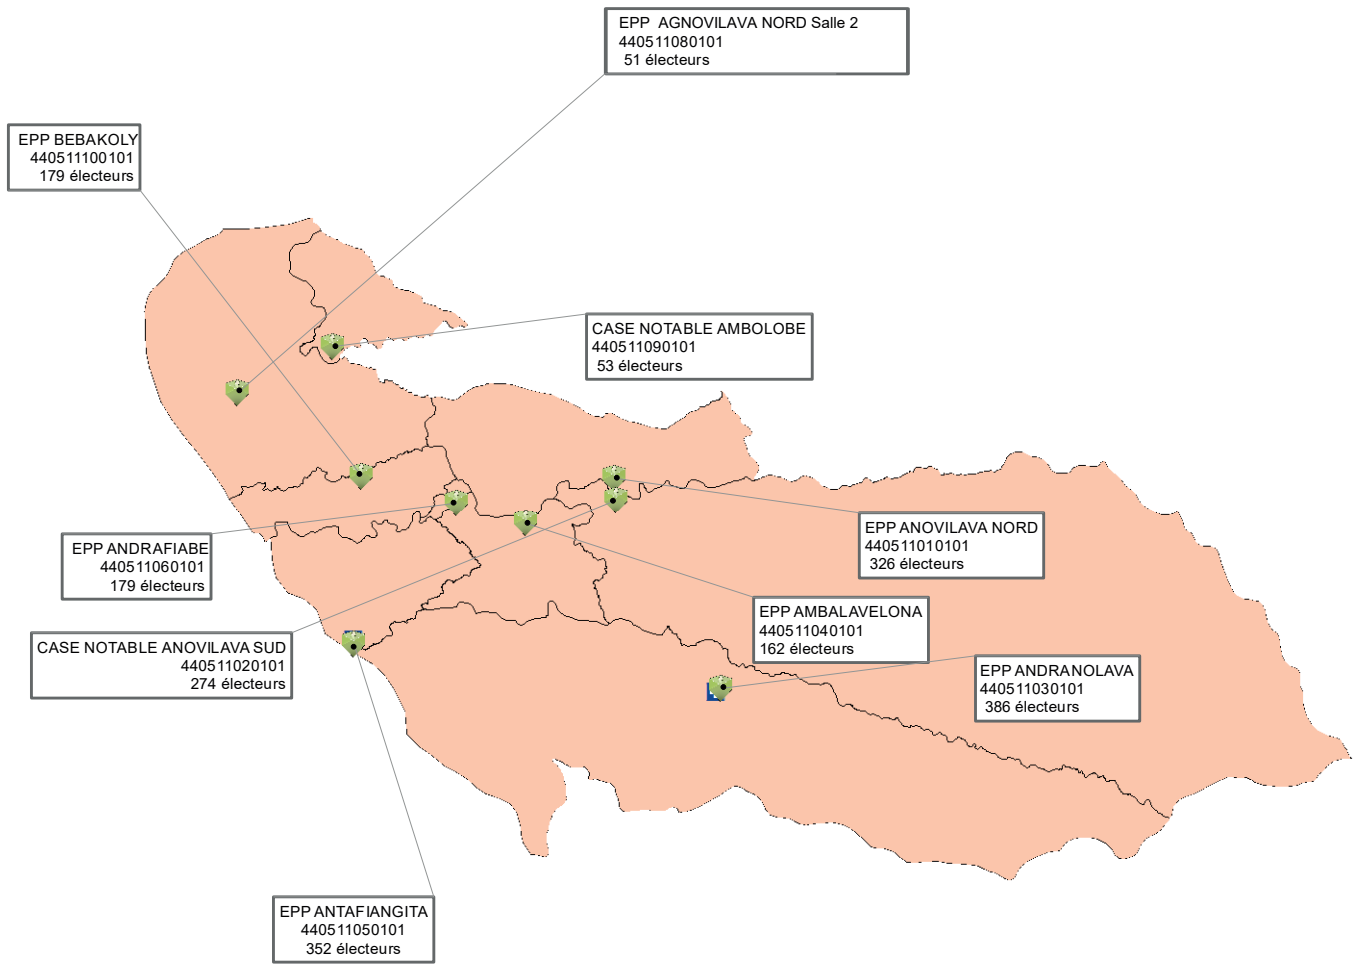 EPP AGNOVILAVA NORD Salle 2
440511080101
51 électeurs
EPP BEBAKOLY
440511100101
179 électeurs
CASE NOTABLE AMBOLOBE
440511090101
53 électeurs
EPP ANOVILAVA NORD
440511010101
326 électeurs
EPP ANDRAFIABE
440511060101
179 électeurs
EPP AMBALAVELONA
440511040101
162 électeurs
CASE NOTABLE ANOVILAVA SUD
440511020101
274 électeurs
EPP ANDRANOLAVA
440511030101
386 électeurs
EPP ANTAFIANGITA
440511050101
352 électeurs